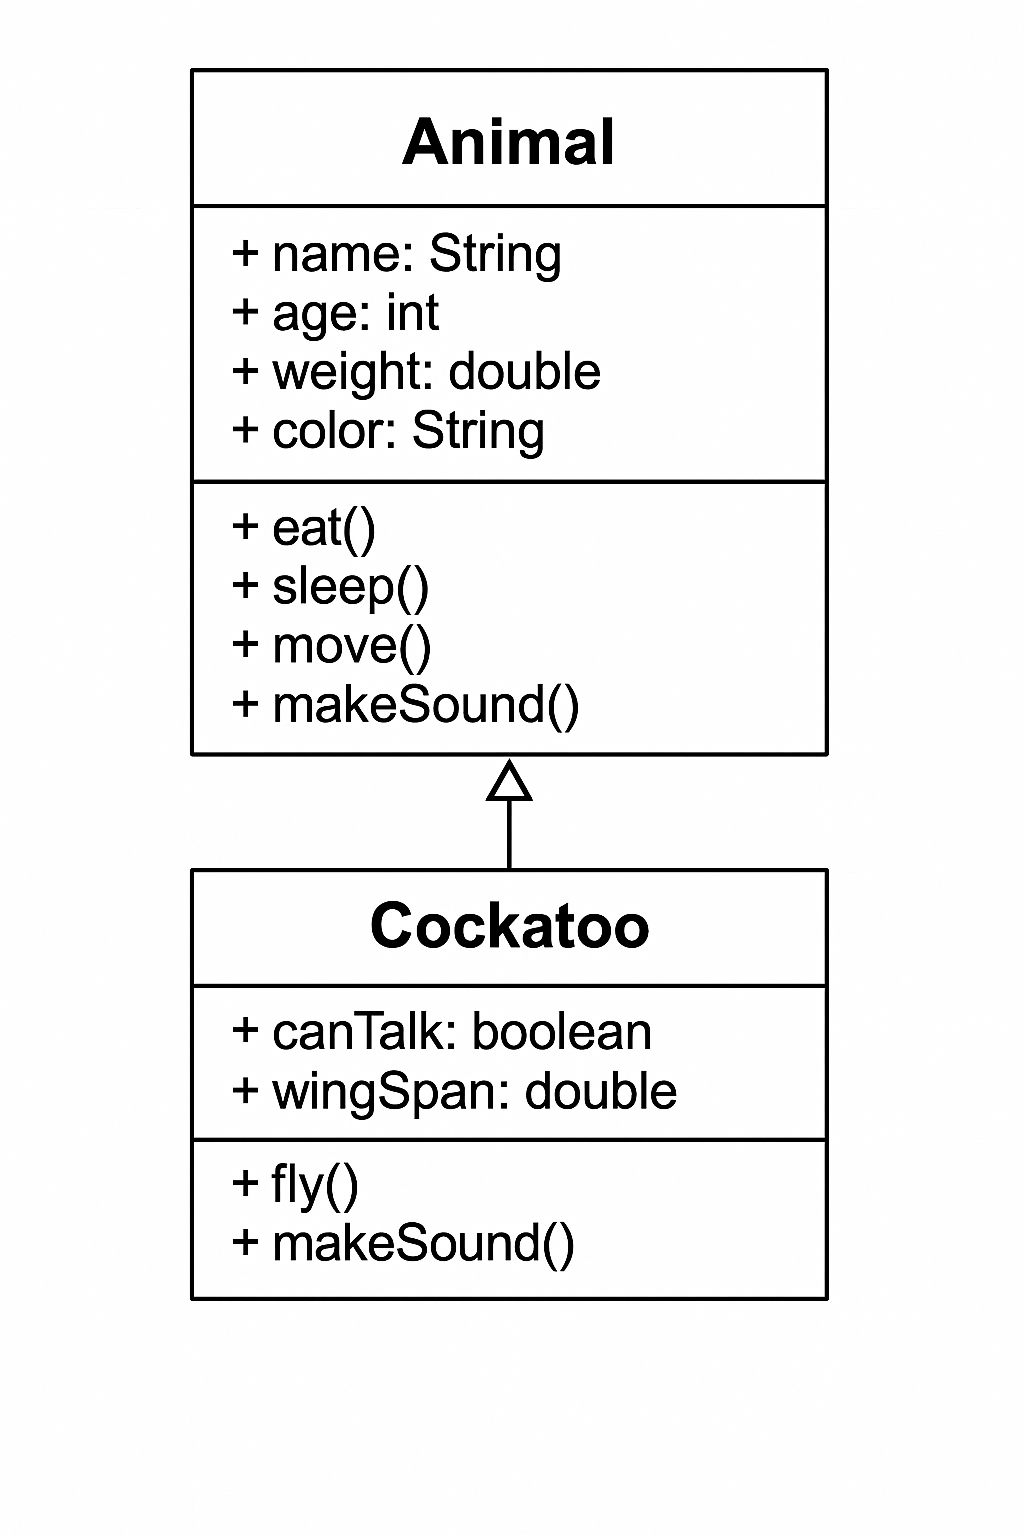 Animal
+ name: String
+ age: int
+ weight: double
+ color: String
+ eat()
+ sleep()
+ move()
+ makeSound()
Cockatoo
+ canTalk: boolean
+ wingSpan: double
+ fly()
+ makeSound()